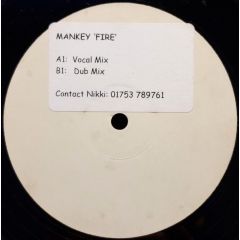 MANKEY 'FIRE'
A1: Vocal Mix
B1: Dub Mix
Contact Nikki: 01753 789761